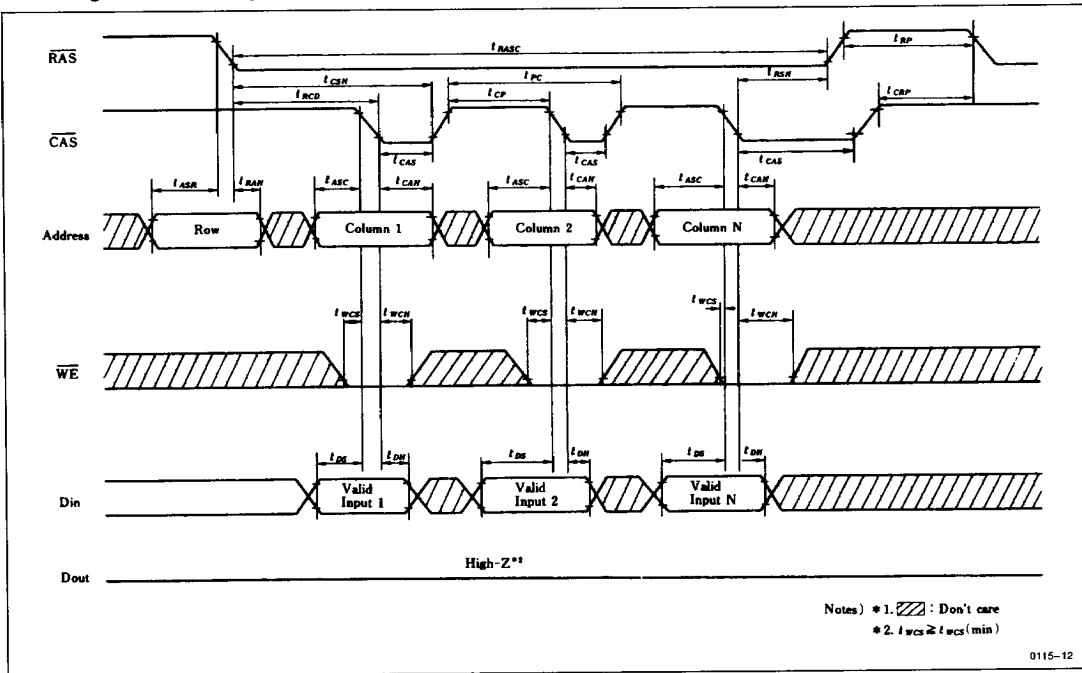 RAS
t RASC
t RP
t CSH
t PC
t RSH
t RCD
t CP
t CRP
CAS
t CAS
t CAS
t CAS
t ASR
t RAH
t ASC
t CAH
t ASC
t CAH
t ASC
t CAH
Address
Row
Column 1
Column 2
Column N
t WCS
t WCH
t WCS
t WCH
t WCS
t WCH
WE
t DS
t DH
t DS
t DH
t DS
t DH
Din
Valid Input 1
Valid Input 2
Valid Input N
High-Z*2
Dout
Notes) *1. : Don't care
*2. t WCS ≧ t WCS (min)
0115-12